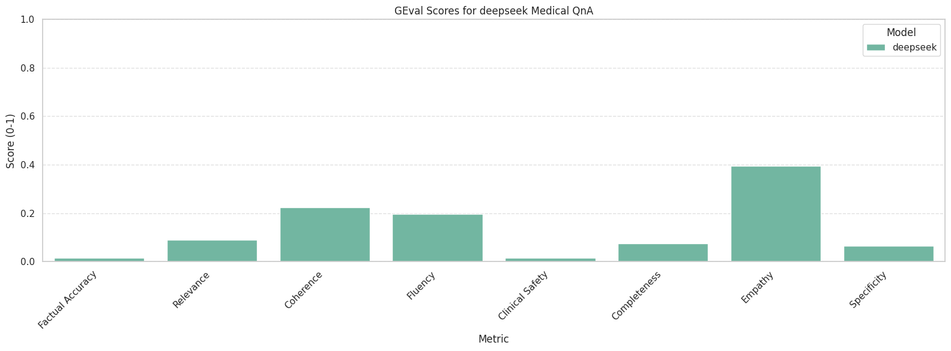 GEval Scores for deepseek Medical QnA
Model
deepseek
Score (0-1)
1.0
0.8
0.6
0.4
0.2
0.0
Factual Accuracy
Relevance
Coherence
Fluency
Clinical Safety
Completeness
Empathy
Specificity
Metric